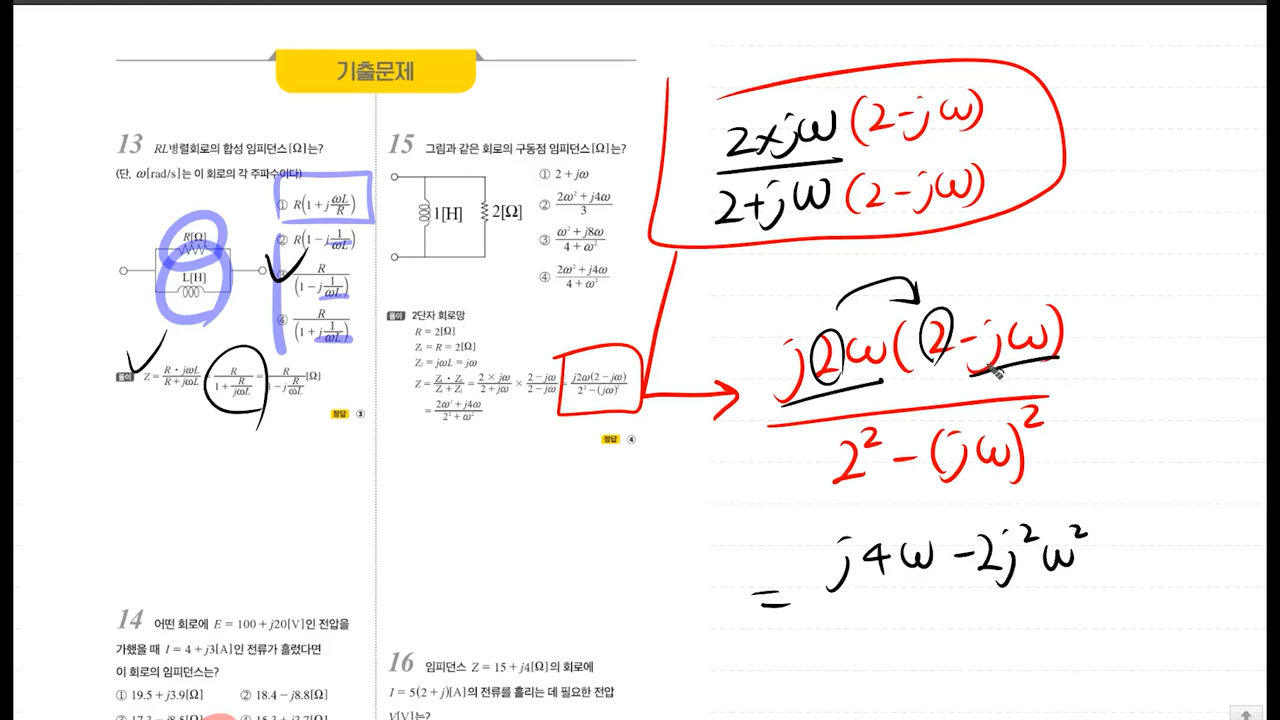 기출문제
13 RL병렬회로의 합성 임피던스[Ω]는?
(단, ω[rad/s]는 이 회로의 각 주파수이다)
R[Ω]
L[H]
① R(1+j ωL/R)
② R(1-j 1/ωL)
R/(1-j 1/ωL)
④ R/(1+j 1/ωL)
풀이 Z= R·jωL/R+jωL = R/(1+ R/jωL) = R/(1-j R/ωL) [Ω]
정답 ③
14 어떤 회로에 E=100+j20[V]인 전압을
가했을 때 I=4+j3[A]인 전류가 흘렀다면
이 회로의 임피던스는?
① 19.5+j3.9[Ω] ② 18.4-j8.8[Ω]
③ 17.3-j8.5[Ω] ④ 15.3+j3.7[Ω]
15 그림과 같은 회로의 구동점 임피던스[Ω]는?
1[H] 2[Ω]
① 2+jω
② 2ω²+j4ω/3
③ ω²+j8ω/4+ω²
④ 2ω²+j4ω/4+ω²
풀이 2단자 회로망
R=2[Ω]
Z₁=R=2[Ω]
Z=Z₁·Z₂/Z₁+Z₂ = 2×jω/2+jω × 2-jω/2-jω = j2ω(2-jω)/2²-(jω)²
= 2ω²+j4ω/2²+ω²
정답 ④
16 임피던스 Z=15+j4[Ω]의 회로에
I=5(2+j)[A]의 전류를 흘리는 데 필요한 전압
V[V]는?
2×jω(2-jω)
2+jω(2-jω)
j2ω(2-jω)
2²-(jω)²
= j4ω-2j²ω²